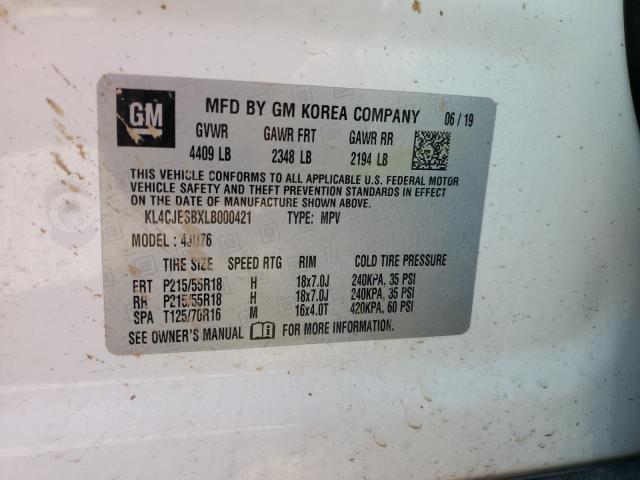 GM
MFD BY GM KOREA COMPANY 06/19
GVWR GAWR FRT GAWR RR
4409 LB 2348 LB 2194 LB
THIS VEHICLE CONFORMS TO ALL APPLICABLE U.S. FEDERAL MOTOR
VEHICLE SAFETY AND THEFT PREVENTION STANDARDS IN EFFECT
ON THE DATE OF MANUFACTURE SHOWN ABOVE.
KL4CJESBXLB000421 TYPE: MPV
MODEL: 4JU76
TIRE SIZE SPEED RTG RIM COLD TIRE PRESSURE
FRT P215/55R18 H 18x7.0J 240KPA, 35 PSI
RR P215/55R18 H 18x7.0J 240KPA, 35 PSI
SPA T125/70R16 M 16x4.0T 420KPA, 60 PSI
SEE OWNER'S MANUAL FOR MORE INFORMATION.